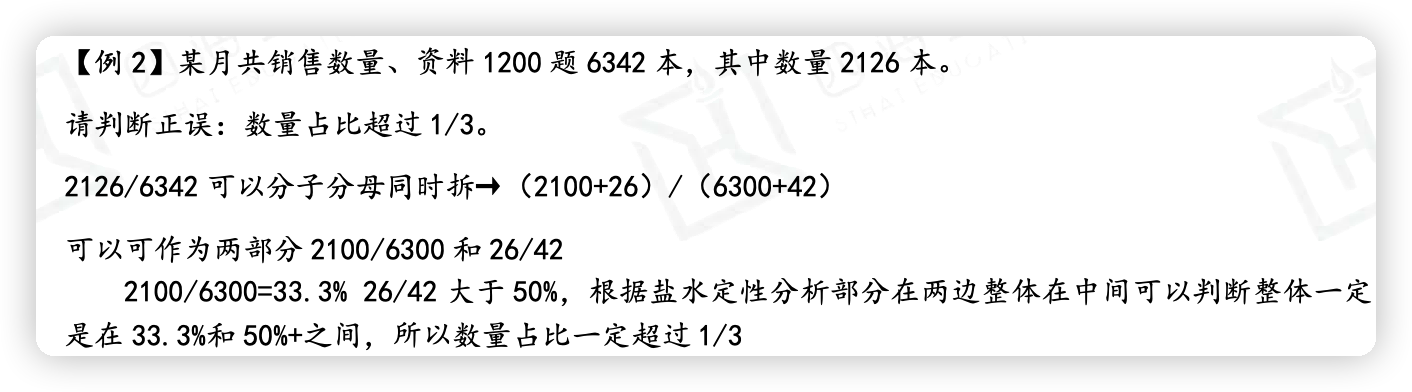 【例 2】某月共销售数量、资料 1200 题 6342 本，其中数量 2126 本。
请判断正误：数量占比超过 1/3。
2126/6342 可以分子分母同时拆→（2100+26）/（6300+42）
可以可作为两部分 2100/6300 和 26/42
2100/6300=33.3% 26/42 大于 50%，根据盐水定性分析部分在两边整体在中间可以判断整体一定
是在 33.3%和 50%+之间，所以数量占比一定超过 1/3